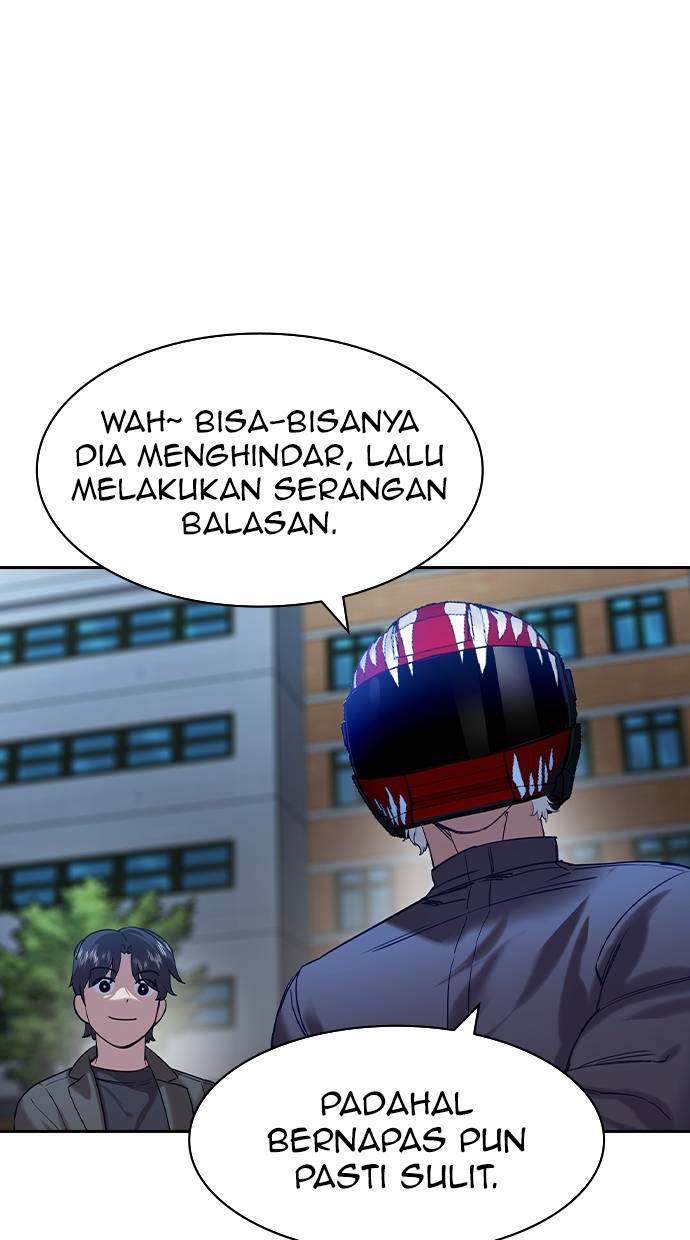 WAH~ BISA-BISANYA
DIA MENGHINDAR, LALU
MELAKUKAN SERANGAN
BALASAN.
PADAHAL
BERNAPAS PUN
PASTI SULIT.